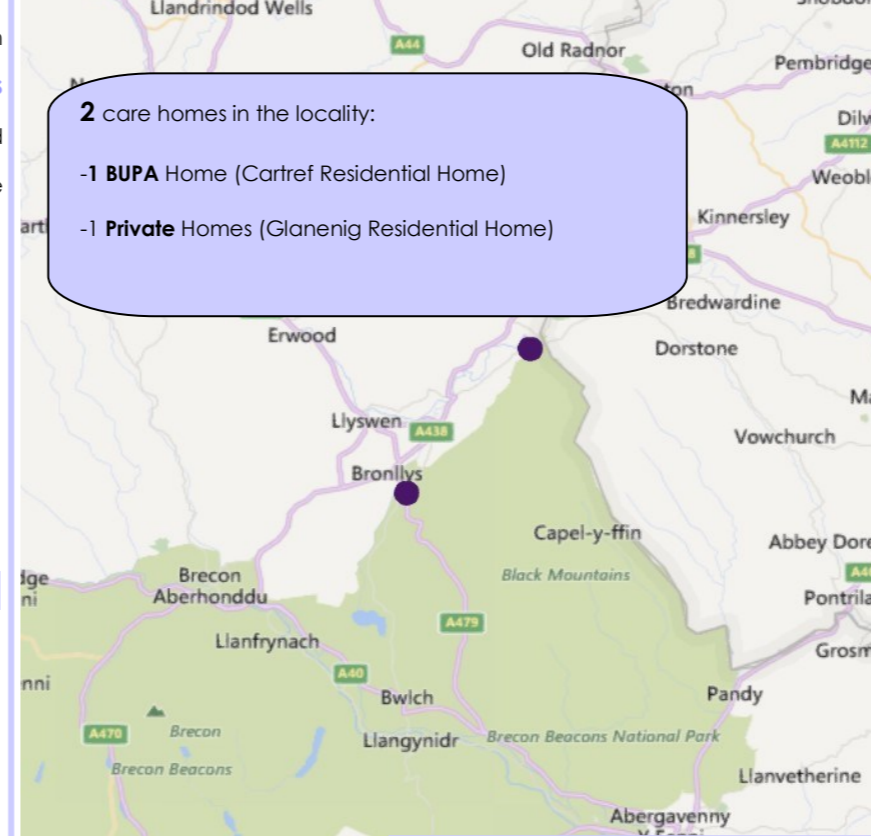 Llandrindod Wells
A44
Old Radnor
Pembridge
2 care homes in the locality:
-1 BUPA Home (Cartref Residential Home)
-1 Private Homes (Glanenig Residential Home)
A4112
Kinnersley
Bredwardine
Erwood
Dorstone
Llyswen
A438
Vowchurch
Bronllys
Capel-y-ffin
Abbey Dore
Black Mountains
Brecon
Aberhonddu
A479
Llanfrynach
A40
Bwlch
Pandy
A470
Brecon
Llangynidr
Brecon Beacons National Park
Brecon Beacons
Llanvetherine
Abergavenny